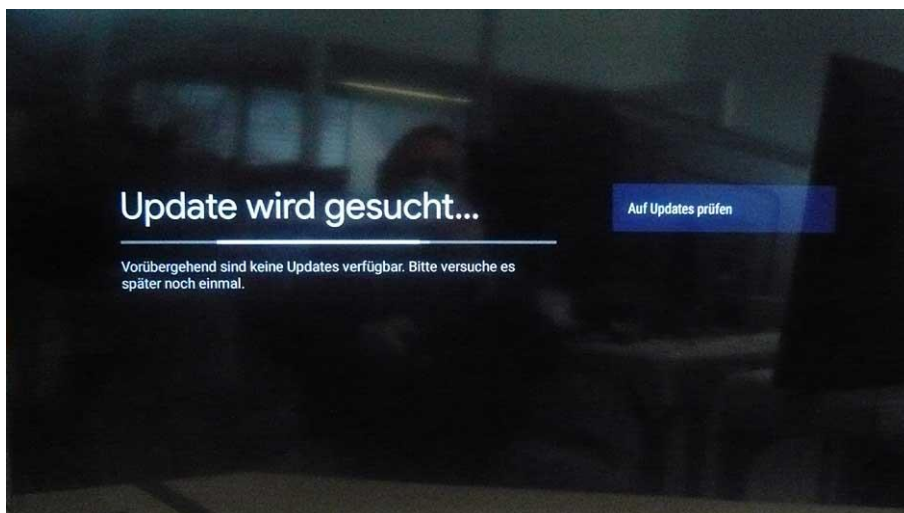 Update wird gesucht...
Auf Updates prüfen
Vorübergehend sind keine Updates verfügbar. Bitte versuche es
später noch einmal.